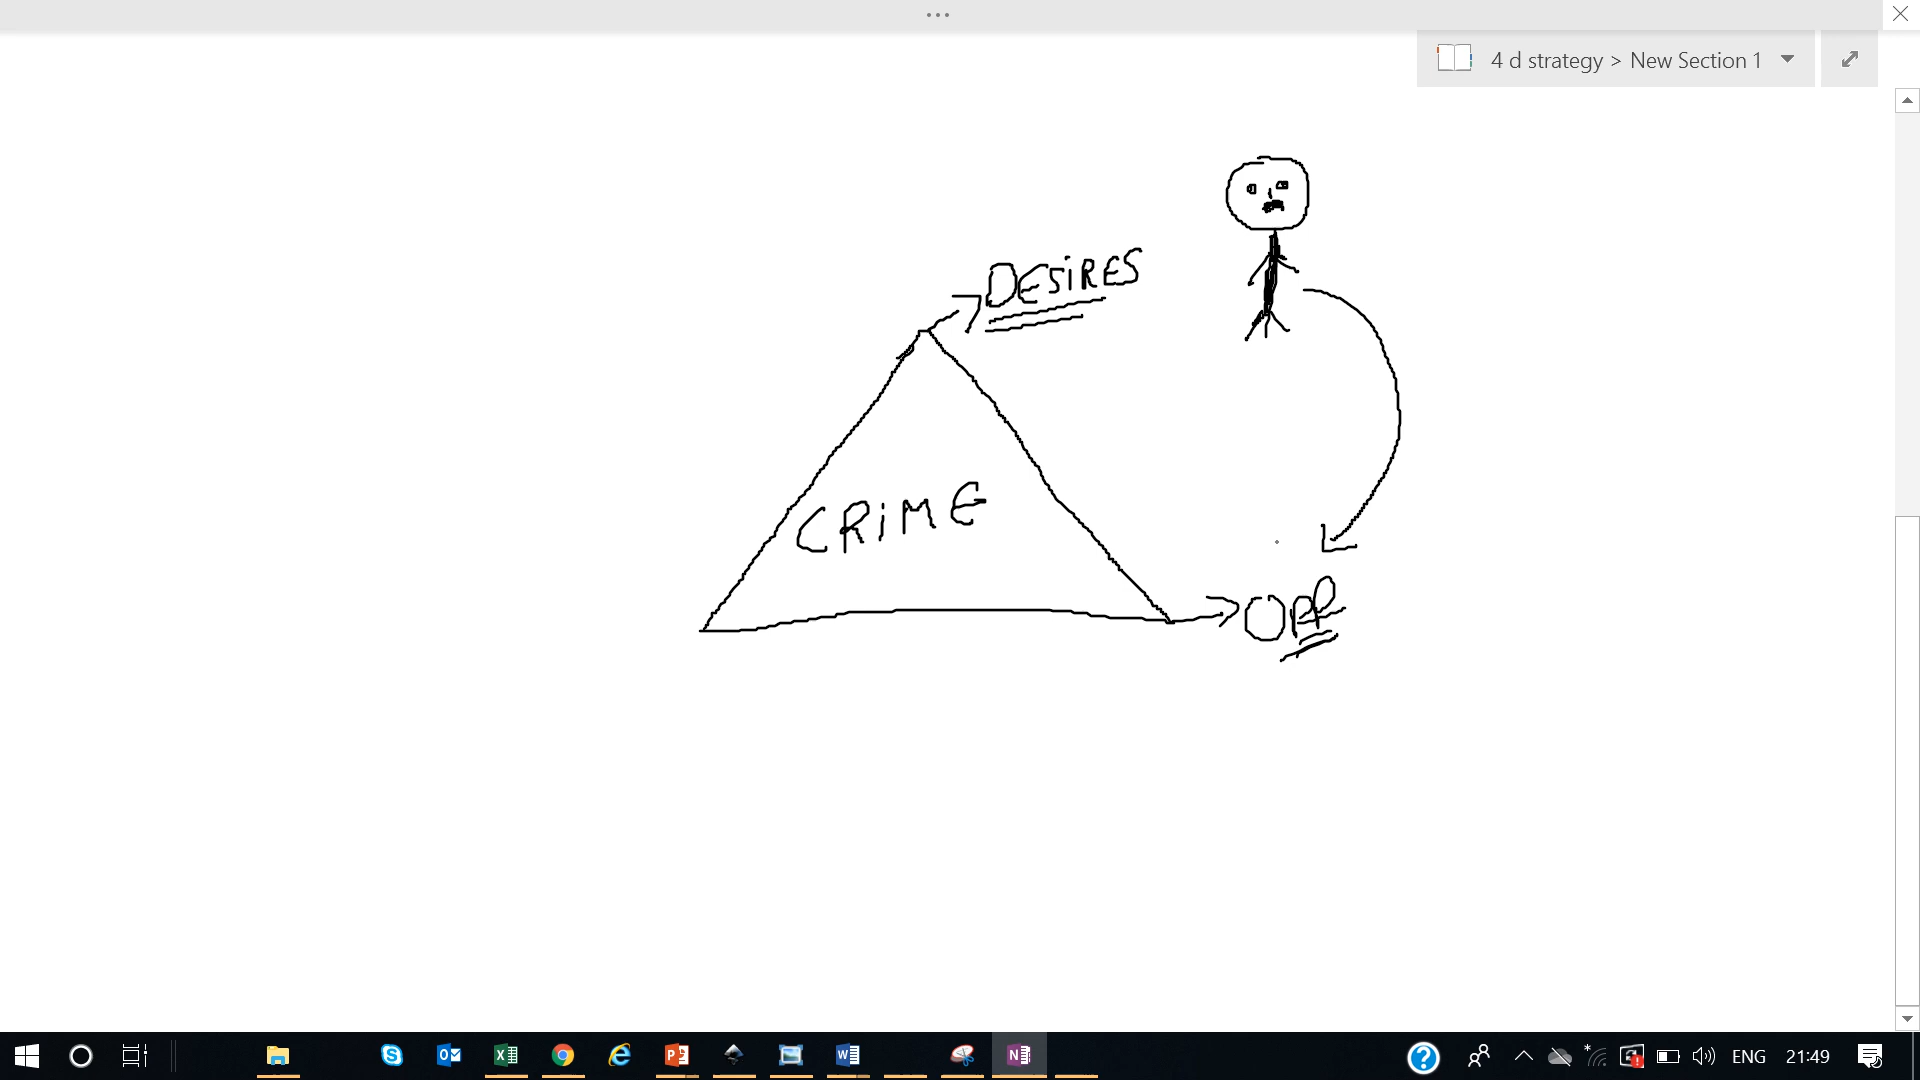 4 d strategy > New Section 1
DESIRES
CRIME
OPP
ENG 21:49